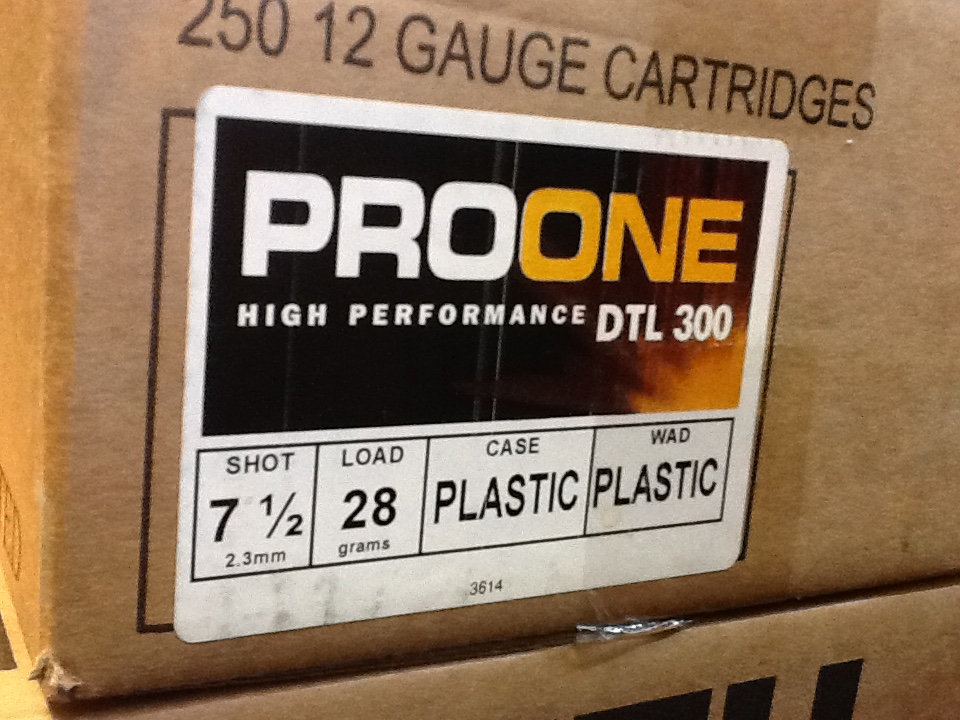 250 12 GAUGE CARTRIDGES
PROONE
HIGH PERFORMANCE DTL 300
SHOT LOAD CASE WAD
7 ½ 28 PLASTIC PLASTIC
2.3mm grams
3614